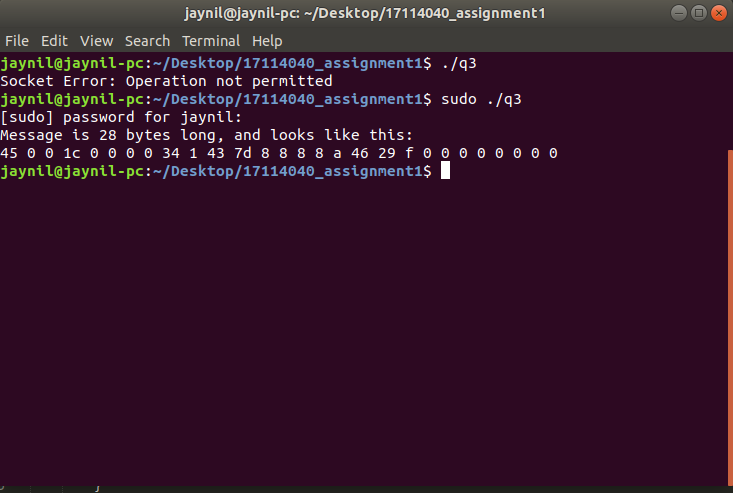 jaynil@jaynil-pc: ~/Desktop/17114040_assignment1
File Edit View Search Terminal Help
jaynil@jaynil-pc:~/Desktop/17114040_assignment1$ ./q3
Socket Error: Operation not permitted
jaynil@jaynil-pc:~/Desktop/17114040_assignment1$ sudo ./q3
[sudo] password for jaynil:
Message is 28 bytes long, and looks like this:
45 0 0 1c 0 0 0 0 34 1 43 7d 8 8 8 8 a 46 29 f 0 0 0 0 0 0 0 0
jaynil@jaynil-pc:~/Desktop/17114040_assignment1$